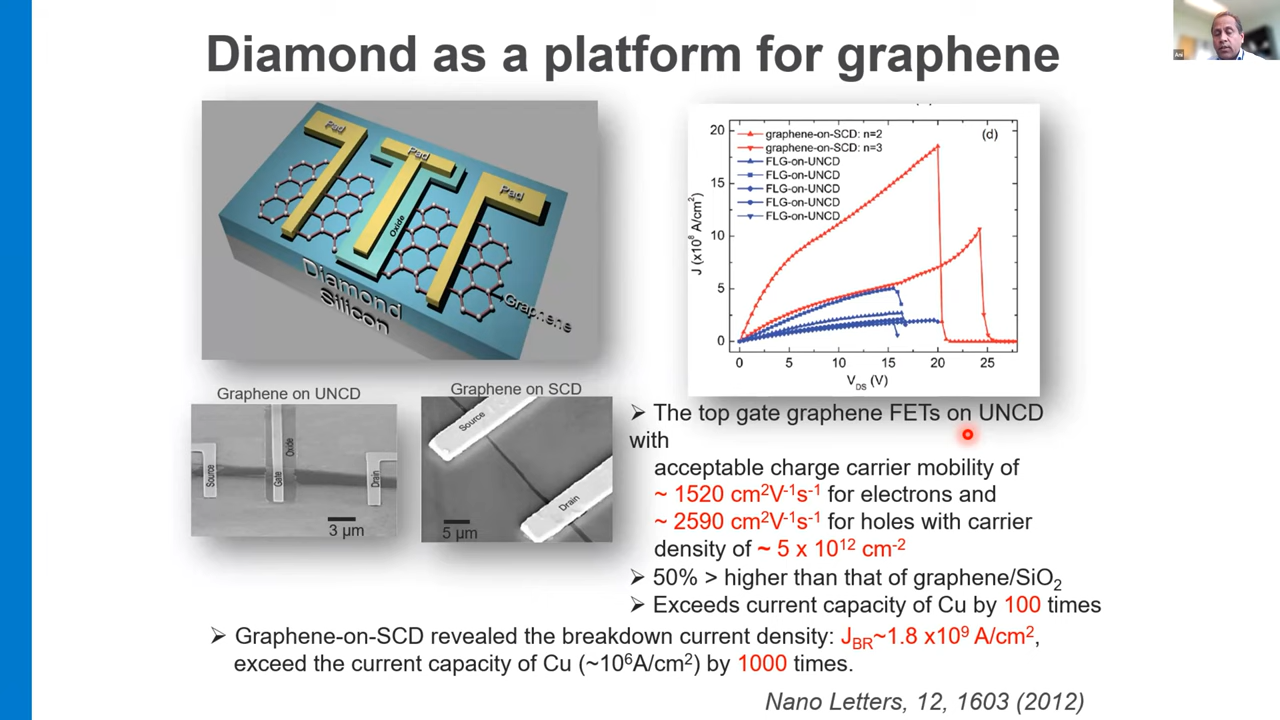 Diamond as a platform for graphene
Ani
Pad
Pad
Pad
Oxide
Diamond
Silicon
Graphene
(d)
graphene-on-SCD: n=2
graphene-on-SCD: n=3
FLG-on-UNCD
FLG-on-UNCD
FLG-on-UNCD
FLG-on-UNCD
FLG-on-UNCD
J (x10⁸ A/cm²)
20
15
10
5
0
0 5 10 15 20 25
V_DS (V)
Graphene on UNCD
Source
Gate
Oxide
Drain
3 µm
Graphene on SCD
Source
Drain
5 µm
➢ The top gate graphene FETs on UNCD
with
acceptable charge carrier mobility of
~ 1520 cm²V⁻¹s⁻¹ for electrons and
~ 2590 cm²V⁻¹s⁻¹ for holes with carrier
density of ~ 5 x 10¹² cm⁻²
➢ 50% > higher than that of graphene/SiO₂
➢ Exceeds current capacity of Cu by 100 times
➢ Graphene-on-SCD revealed the breakdown current density: J_BR~1.8 x10⁹ A/cm²,
exceed the current capacity of Cu (~10⁶A/cm²) by 1000 times.
Nano Letters, 12, 1603 (2012)